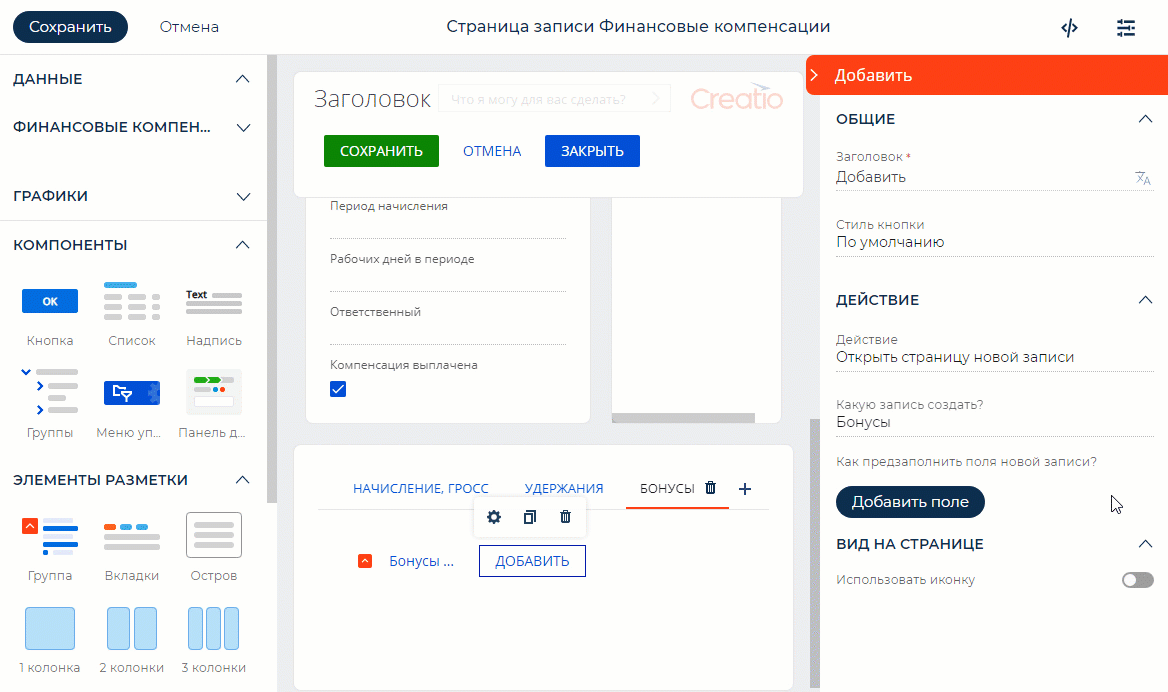 Сохранить
Отмена
Страница записи Финансовые компенсации
ДАННЫЕ
ФИНАНСОВЫЕ КОМПЕН...
ГРАФИКИ
КОМПОНЕНТЫ
OK
Кнопка
Список
Text
Надпись
Группы
Меню уп...
Панель д...
ЭЛЕМЕНТЫ РАЗМЕТКИ
Группа
Вкладки
Остров
1 колонка
2 колонки
3 колонки
Заголовок
Что я могу для вас сделать?
Creatio
СОХРАНИТЬ
ОТМЕНА
ЗАКРЫТЬ
Период начисления
Рабочих дней в периоде
Ответственный
Компенсация выплачена
НАЧИСЛЕНИЕ, ГРОСС
УДЕРЖАНИЯ
БОНУСЫ
Бонусы ...
ДОБАВИТЬ
Добавить
ОБЩИЕ
Заголовок *
Добавить
Стиль кнопки
По умолчанию
ДЕЙСТВИЕ
Действие
Открыть страницу новой записи
Какую запись создать?
Бонусы
Как предзаполнить поля новой записи?
Добавить поле
ВИД НА СТРАНИЦЕ
Использовать иконку